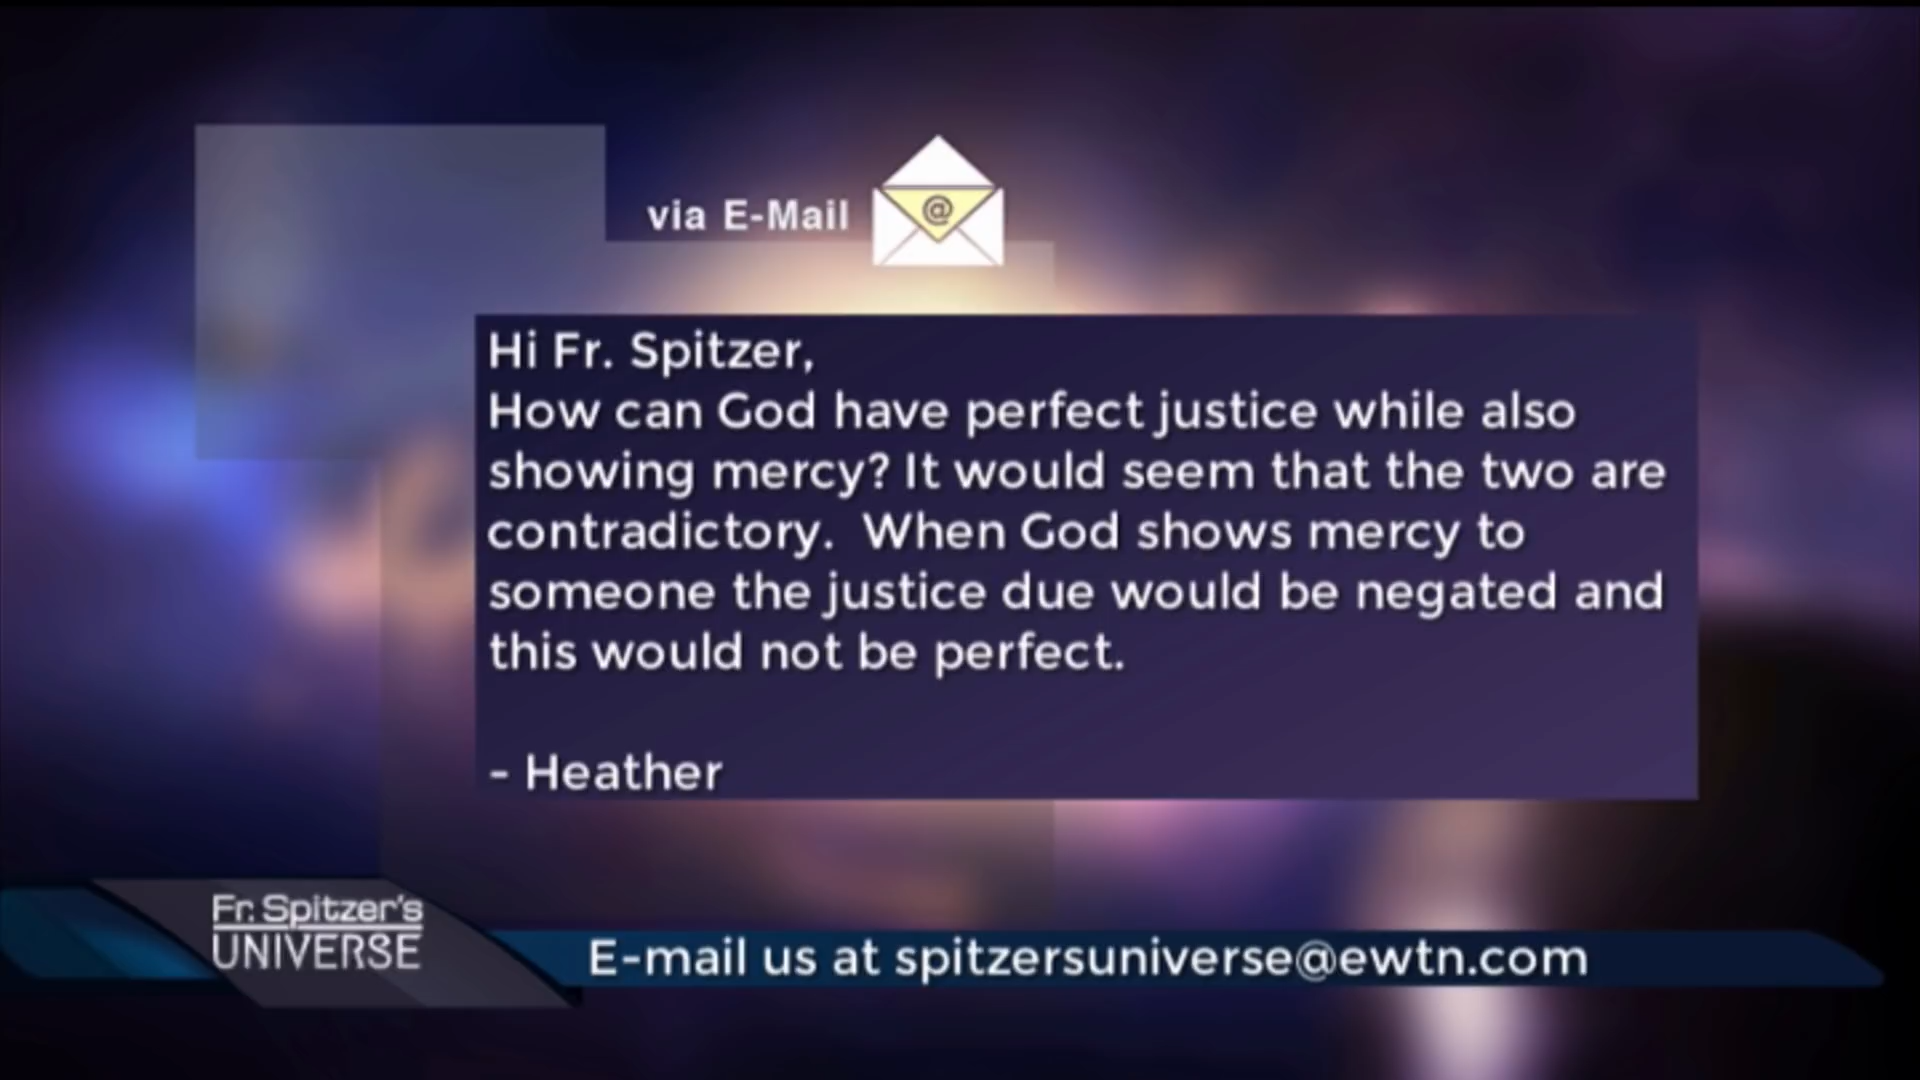 via E-Mail
@
Hi Fr. Spitzer,
How can God have perfect justice while also
showing mercy? It would seem that the two are
contradictory.  When God shows mercy to
someone the justice due would be negated and
this would not be perfect.
- Heather
Fr. Spitzer's
UNIVERSE
E-mail us at spitzersuniverse@ewtn.com